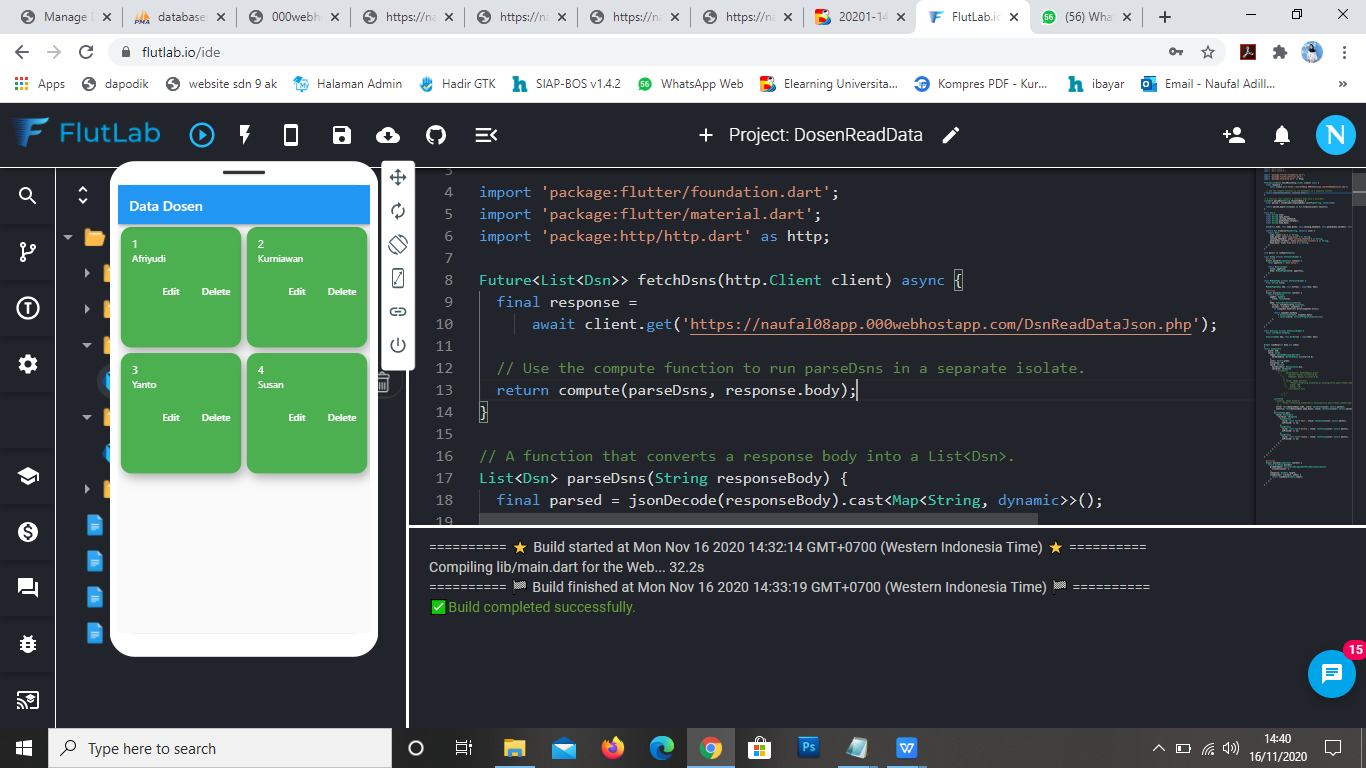 Manage
database
000webh
https://na
https://na
https://na
https://na
20201-14
FlutLab.io
(56) What
flutlab.io/ide
Apps
dapodik
website sdn 9 ak
Halaman Admin
Hadir GTK
SIAP-BOS v1.4.2
WhatsApp Web
Elearning Universita...
Kompres PDF - Kur...
ibayar
Email - Naufal Adill...
»
FlutLab
+ Project: DosenReadData
N
Data Dosen
1
Afriyudi
Edit Delete
2
Kurniawan
Edit Delete
3
Yanto
Edit Delete
4
Susan
Edit Delete
3
4 import 'package:flutter/foundation.dart';
5 import 'package:flutter/material.dart';
6 import 'package:http/http.dart' as http;
7
8 Future<List<Dsn>> fetchDsns(http.Client client) async {
9 final response =
10 await client.get('https://naufal08app.000webhostapp.com/DsnReadDataJson.php');
11
12 // Use the compute function to run parseDsns in a separate isolate.
13 return compute(parseDsns, response.body);
14 }
15
16 // A function that converts a response body into a List<Dsn>.
17 List<Dsn> parseDsns(String responseBody) {
18 final parsed = jsonDecode(responseBody).cast<Map<String, dynamic>>();
19
========== ⭐ Build started at Mon Nov 16 2020 14:32:14 GMT+0700 (Western Indonesia Time) ⭐ ==========
Compiling lib/main.dart for the Web... 32.2s
========== 🏁 Build finished at Mon Nov 16 2020 14:33:19 GMT+0700 (Western Indonesia Time) 🏁 ==========
✅ Build completed successfully.
15
Type here to search
14:40
16/11/2020